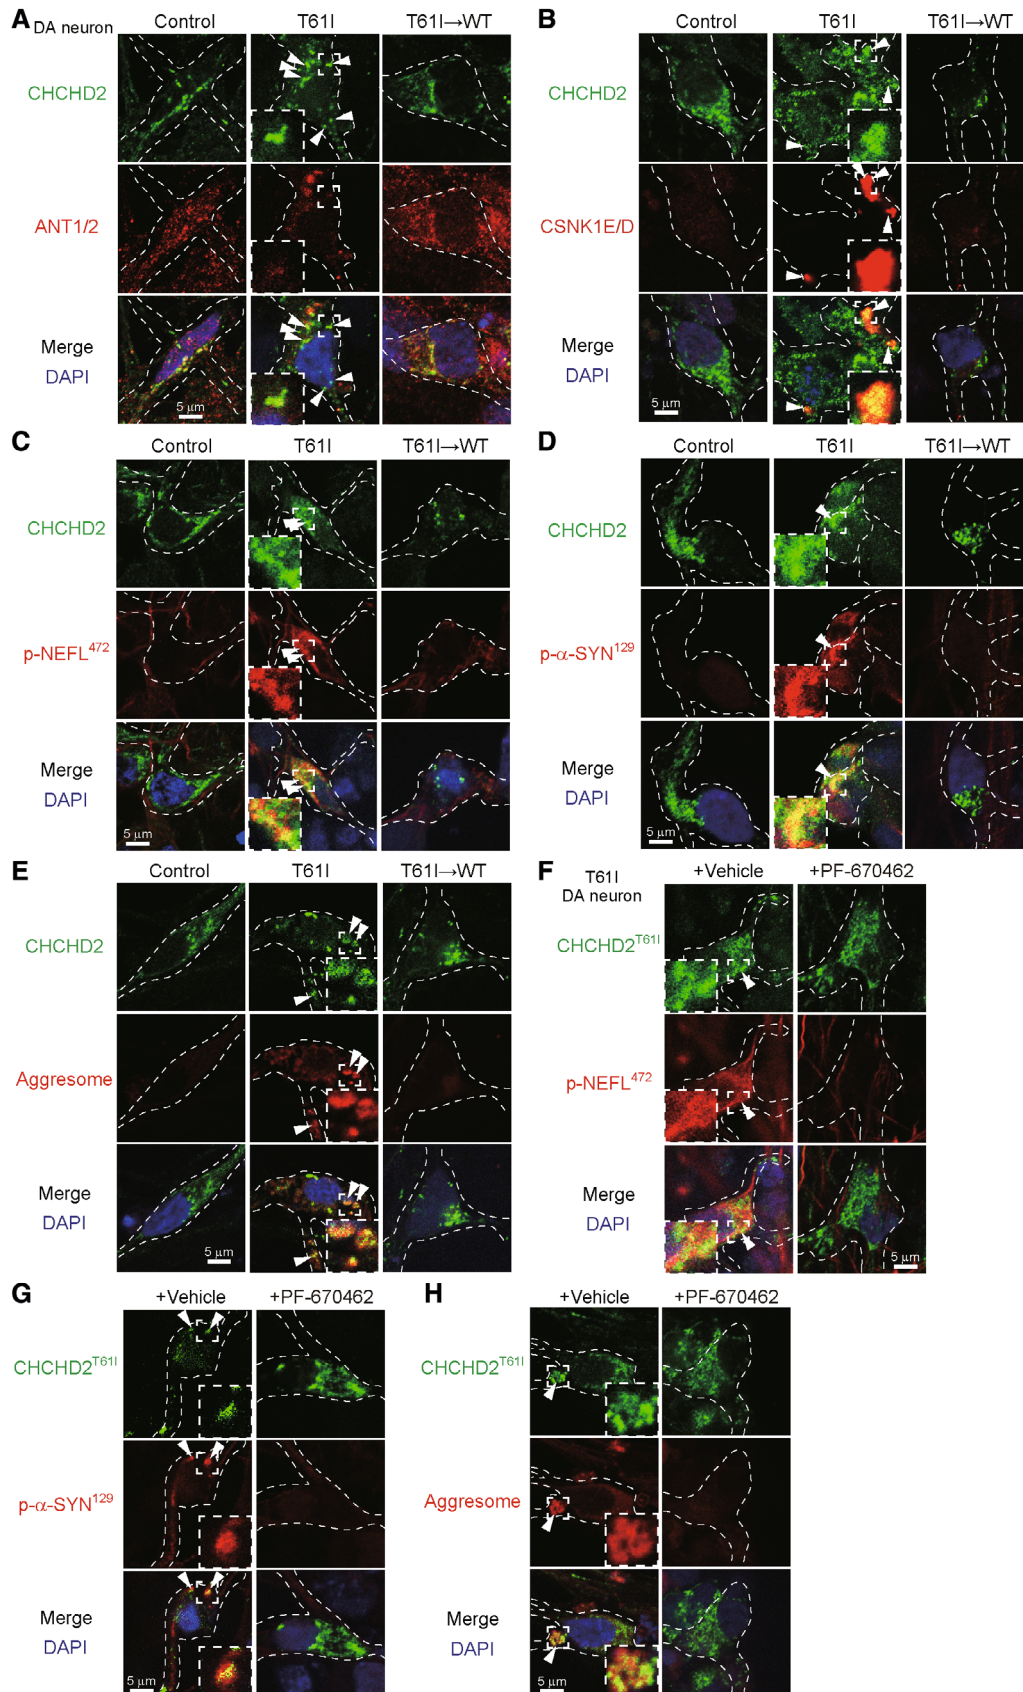 A
DA neuron
Control
T61I
T61I→WT
CHCHD2
ANT1/2
Merge
DAPI
5 μm
B
Control
T61I
T61I→WT
CHCHD2
CSNK1E/D
Merge
DAPI
5 μm
C
Control
T61I
T61I→WT
CHCHD2
p-NEFL⁴⁷²
Merge
DAPI
5 μm
D
Control
T61I
T61I→WT
CHCHD2
p-α-SYN¹²⁹
Merge
DAPI
5 μm
E
Control
T61I
T61I→WT
CHCHD2
Aggresome
Merge
DAPI
5 μm
F
T61I
DA neuron
+Vehicle
+PF-670462
CHCHD2ᵀ⁶¹ᴵ
p-NEFL⁴⁷²
Merge
DAPI
5 μm
G
+Vehicle
+PF-670462
CHCHD2ᵀ⁶¹ᴵ
p-α-SYN¹²⁹
Merge
DAPI
5 μm
H
+Vehicle
+PF-670462
CHCHD2ᵀ⁶¹ᴵ
Aggresome
Merge
DAPI
5 μm